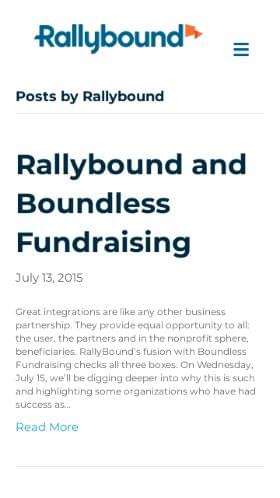 Rallybound
Posts by Rallybound
Rallybound and
Boundless
Fundraising
July 13, 2015
Great integrations are like any other business
partnership. They provide equal opportunity to all:
the user, the partners and in the nonprofit sphere,
beneficiaries. RallyBound's fusion with Boundless
Fundraising checks all three boxes. On Wednesday,
July 15, we'll be digging deeper into why this is such
and highlighting some organizations who have had
success as...
Read More